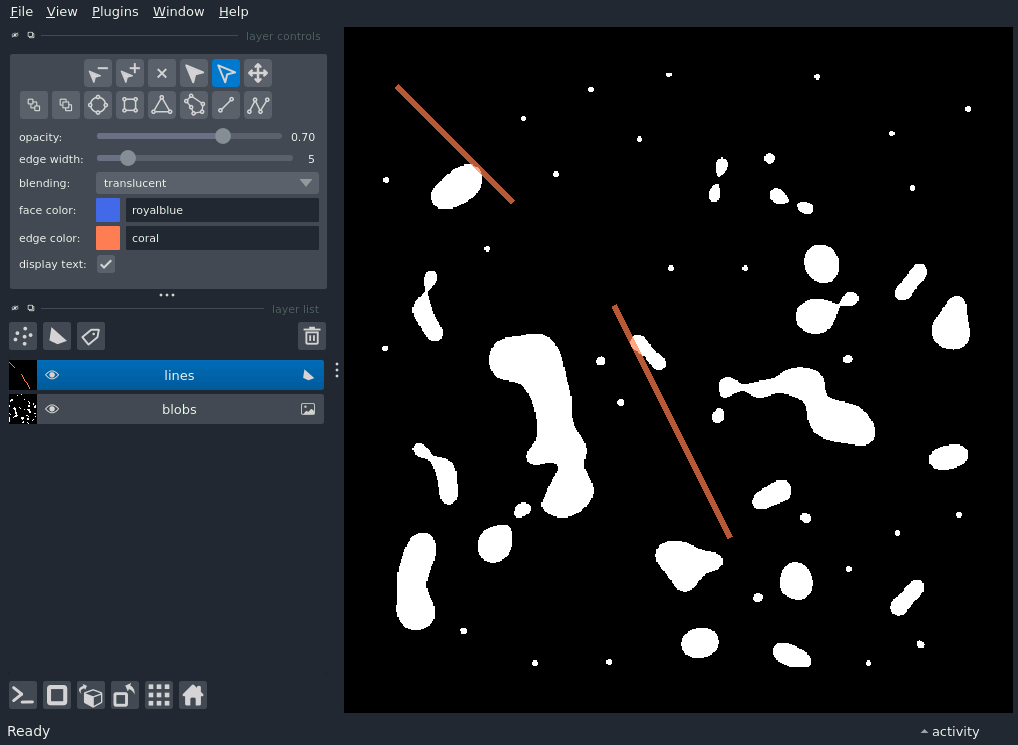 File View Plugins Window Help
layer controls
opacity: 0.70
edge width: 5
blending: translucent
face color: royalblue
edge color: coral
display text:
layer list
lines
blobs
Ready
activity